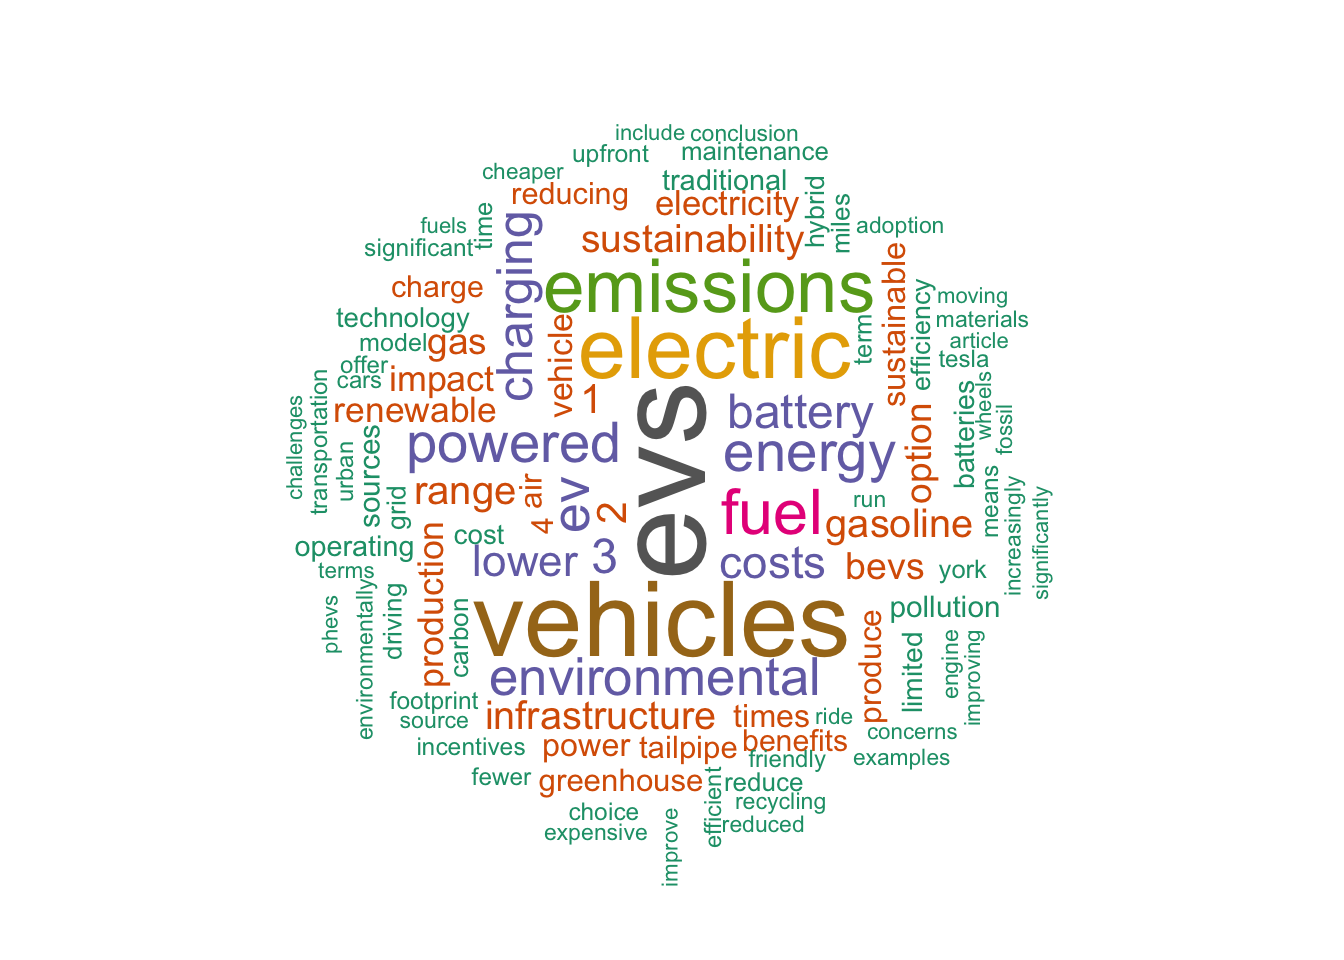 include conclusion
upfront maintenance
cheaper traditional
reducing electricity
hybrid
miles
adoption
fuels
time
significant
charging
sustainability
emissions
sustainable
efficiency
moving
materials
article
tesla
charge
technology
model
gas
offer
cars
impact
renewable
vehicle
1
electric
term
evs
battery
energy
option
batteries
wheels
fossil
challenges
transportation
urban
sources
grid
powered
range
air
ev
2
4
fuel
run
gasoline
means
increasingly
significantly
operating
cost
lower
3
costs
bevs
york
terms
phevs
environmentally
driving
production
carbon
vehicles
pollution
produce
limited
engine
improving
environmental
footprint
source
infrastructure
times
ride
benefits
concerns
incentives
power
tailpipe
friendly
examples
fewer
greenhouse
efficient
reduce
recycling
reduced
choice
expensive
improve